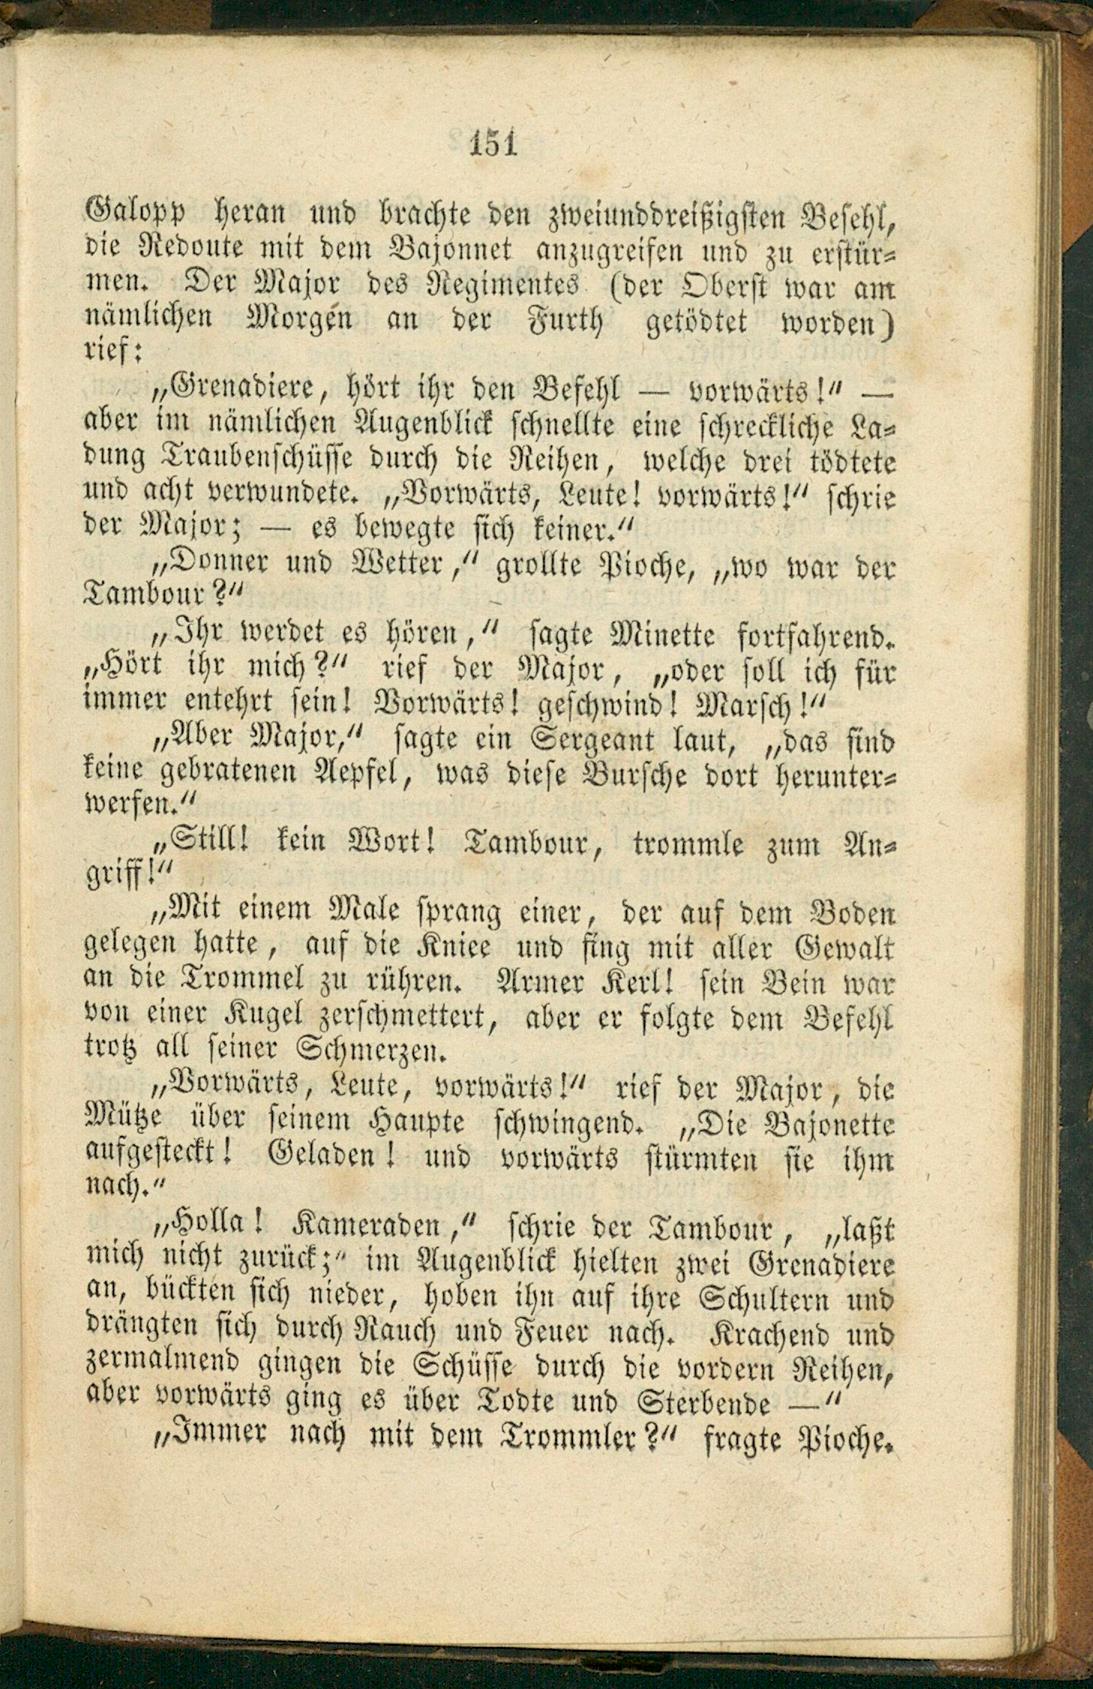 151
Galopp heran und brachte den zweiunddreißigsten Befehl,
die Redoute mit dem Bajonnet anzugreifen und zu erstür-
men. Der Major des Regimentes (der Oberst war am
nämlichen Morgen an der Furth getödtet worden)
rief:
„Grenadiere, hört ihr den Befehl — vorwärts!“ —
aber im nämlichen Augenblick schnellte eine schreckliche La-
dung Traubenschüsse durch die Reihen, welche drei tödtete
und acht verwundete. „Vorwärts, Leute! vorwärts!“ schrie
der Major; — es bewegte sich keiner.“
„Donner und Wetter,“ grollte Pioche, „wo war der
Tambour?“
„Ihr werdet es hören,“ sagte Minette fortfahrend.
„Hört ihr mich?“ rief der Major, „oder soll ich für
immer entehrt sein! Vorwärts! geschwind! Marsch!“
„Aber Major,“ sagte ein Sergeant laut, „das sind
keine gebratenen Aepfel, was diese Bursche dort herunter-
werfen.“
„Still! kein Wort! Tambour, trommle zum An-
griff!“
„Mit einem Male sprang einer, der auf dem Boden
gelegen hatte, auf die Kniee und fing mit aller Gewalt
an die Trommel zu rühren. Armer Kerl! sein Bein war
von einer Kugel zerschmettert, aber er folgte dem Befehl
trotz all seiner Schmerzen.
„Vorwärts, Leute, vorwärts!“ rief der Major, die
Mütze über seinem Haupte schwingend. „Die Bajonette
aufgesteckt! Geladen! und vorwärts stürmten sie ihm
nach.“
„Holla! Kameraden,“ schrie der Tambour, „laßt
mich nicht zurück;“ im Augenblick hielten zwei Grenadiere
an, bückten sich nieder, hoben ihn auf ihre Schultern und
drängten sich durch Rauch und Feuer nach. Krachend und
zermalmend gingen die Schüsse durch die vordern Reihen,
aber vorwärts ging es über Todte und Sterbende —“
„Immer nach mit dem Trommler?“ fragte Pioche.